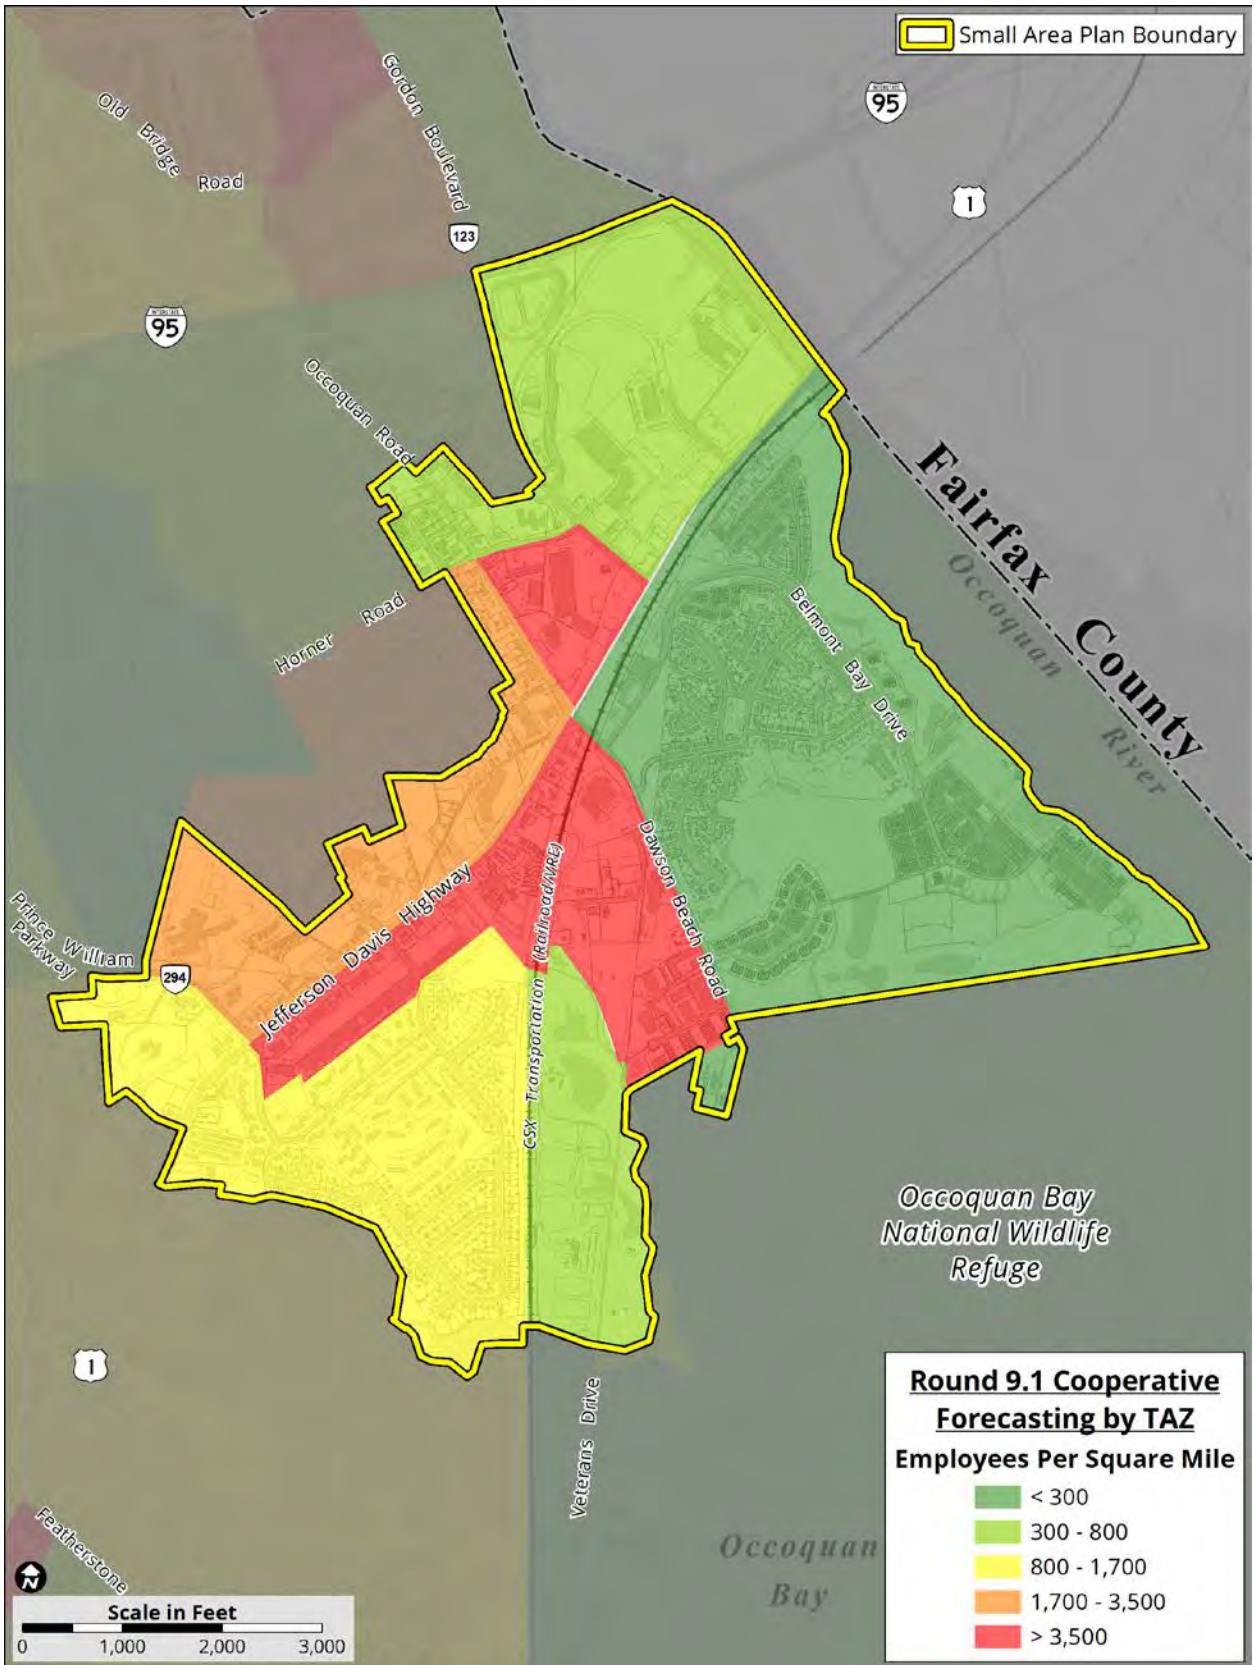 Small Area Plan Boundary
INTERSTATE
95
Gordon Boulevard
Old Bridge Road
1
123
INTERSTATE
95
Occoquan Road
Fairfax County
Occoquan River
Horner Road
Belmont Bay Drive
Dawson Beach Road
Jefferson Davis Highway
CSX Transportation (Railroad/VRE)
Prince William
Parkway
294
Occoquan Bay
National Wildlife
Refuge
1
Veterans Drive
Featherstone
Occoquan
Bay
N
Scale in Feet
0 1,000 2,000 3,000
Round 9.1 Cooperative
Forecasting by TAZ
Employees Per Square Mile
< 300
300 - 800
800 - 1,700
1,700 - 3,500
> 3,500